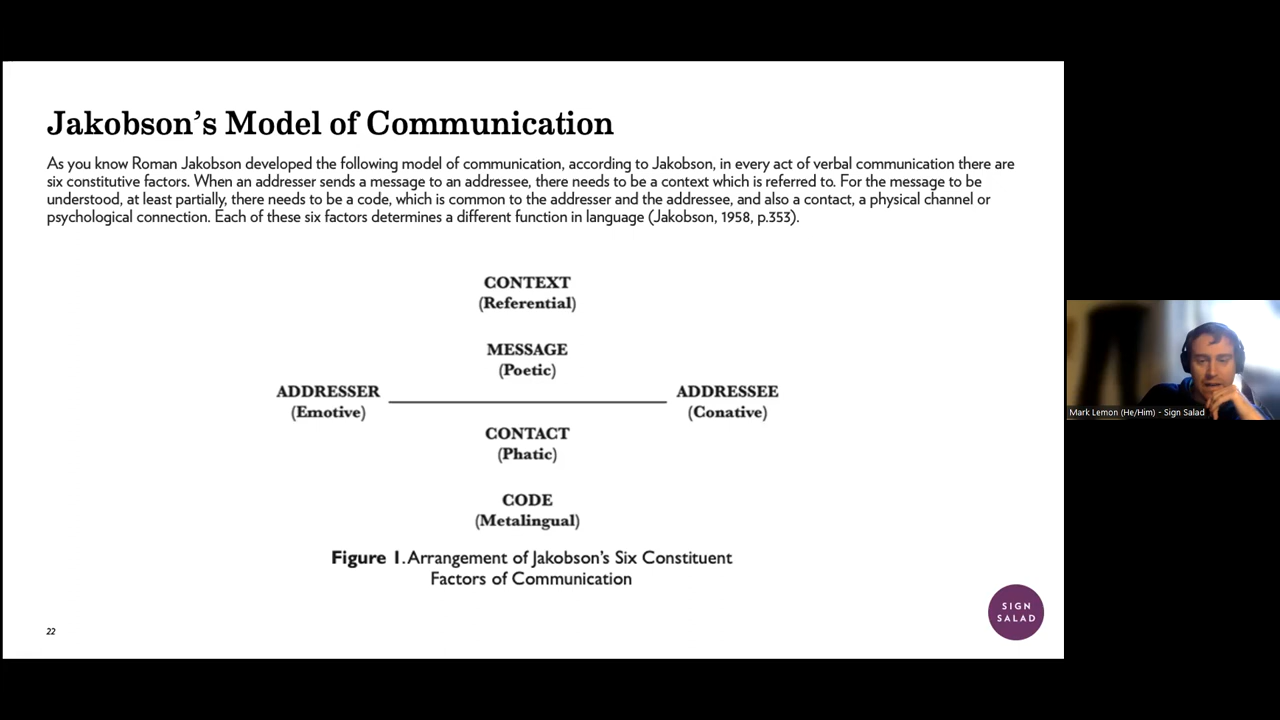 Jakobson's Model of Communication
As you know Roman Jakobson developed the following model of communication, according to Jakobson, in every act of verbal communication there are
six constitutive factors. When an addresser sends a message to an addressee, there needs to be a context which is referred to. For the message to be
understood, at least partially, there needs to be a code, which is common to the addresser and the addressee, and also a contact, a physical channel or
psychological connection. Each of these six factors determines a different function in language (Jakobson, 1958, p.353).
CONTEXT
(Referential)
MESSAGE
(Poetic)
ADDRESSER
(Emotive)
ADDRESSEE
(Conative)
CONTACT
(Phatic)
CODE
(Metalingual)
Figure 1. Arrangement of Jakobson's Six Constituent
Factors of Communication
22
SIGN
SALAD
Mark Lemon (He/Him) - Sign Salad